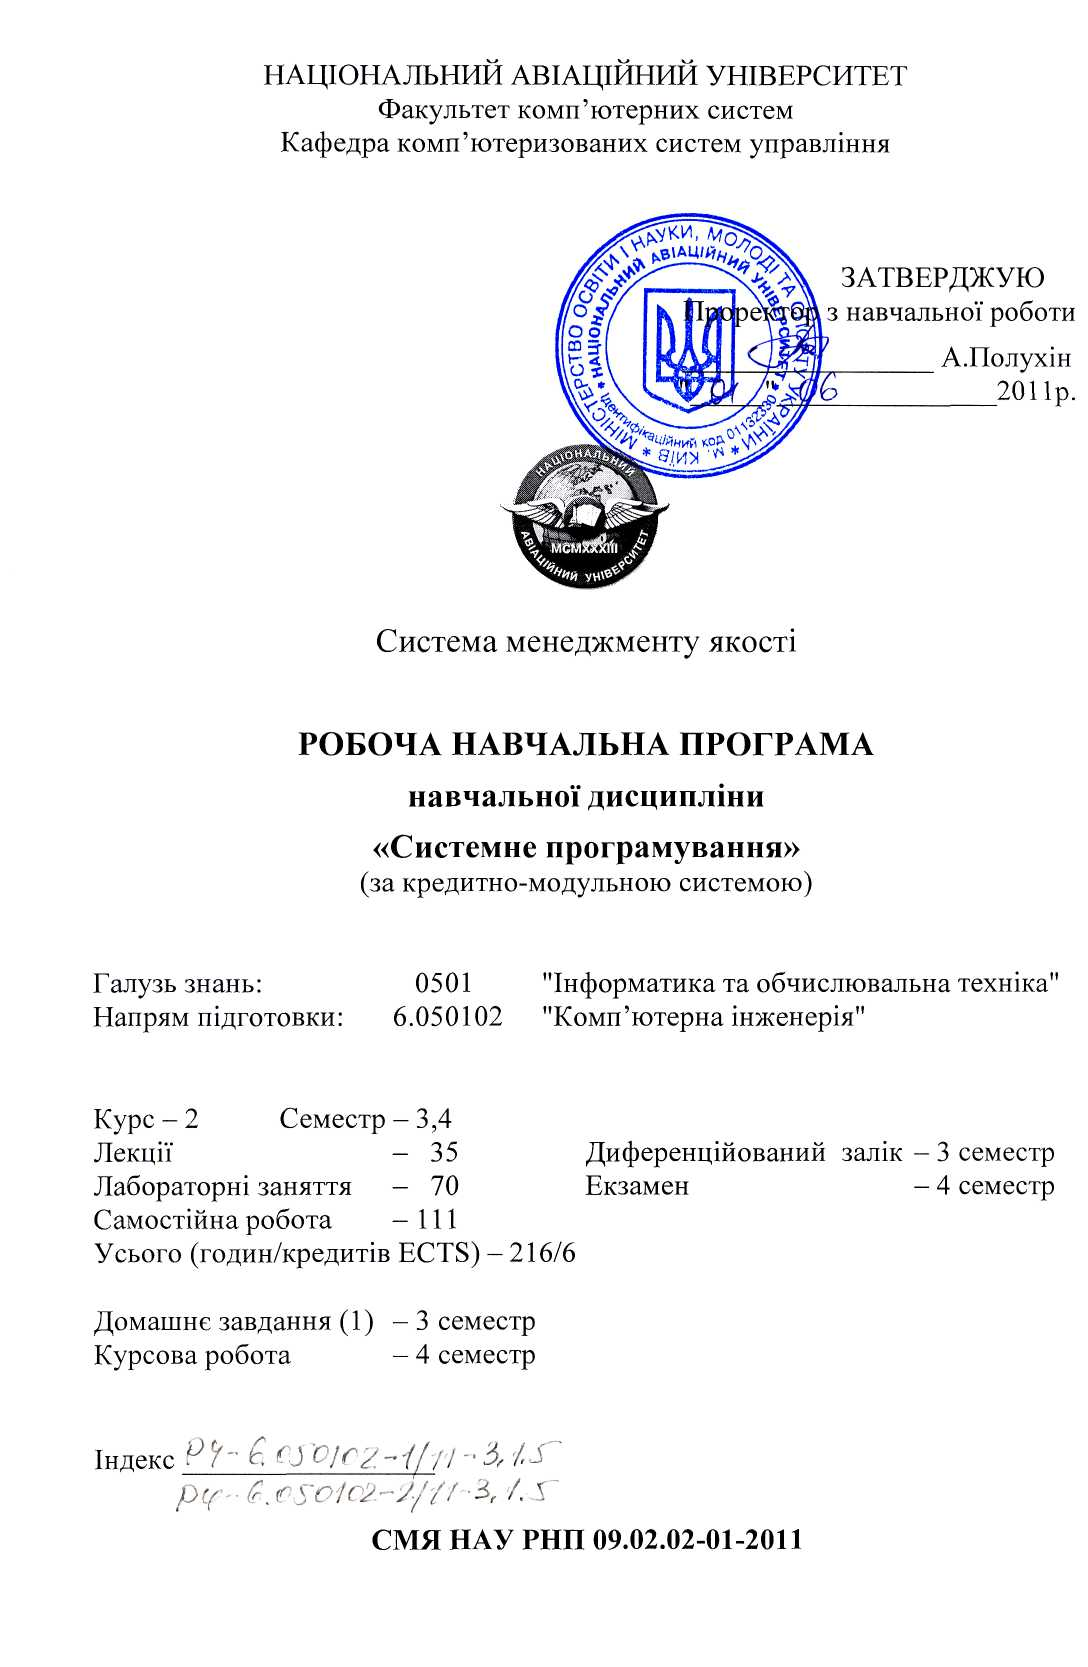 НАЦІОНАЛЬНИЙ АВІАЦІЙНИЙ УНІВЕРСИТЕТ
Факультет комп’ютерних систем
Кафедра комп’ютеризованих систем управління
МІНІСТЕРСТВО ОСВІТИ І НАУКИ, МОЛОДІ ТА СПОРТУ УКРАЇНИ * М. КИЇВ *
НАЦІОНАЛЬНИЙ АВІАЦІЙНИЙ УНІВЕРСИТЕТ *
Ідентифікаційний код 01132330 *
ЗАТВЕРДЖУЮ
Проректор з навчальної роботи
А.Полухін
"01" 06 2011р.
НАЦІОНАЛЬНИЙ
MCMXXXIII
АВІАЦІЙНИЙ УНІВЕРСИТЕТ
Система менеджменту якості
РОБОЧА НАВЧАЛЬНА ПРОГРАМА
навчальної дисципліни
«Системне програмування»
(за кредитно-модульною системою)
Галузь знань: 0501 "Інформатика та обчислювальна техніка"
Напрям підготовки: 6.050102 "Комп’ютерна інженерія"
Курс – 2 Семестр – 3,4
Лекції – 35 Диференційований залік – 3 семестр
Лабораторні заняття – 70 Екзамен – 4 семестр
Самостійна робота – 111
Усього (годин/кредитів ECTS) – 216/6
Домашнє завдання (1) – 3 семестр
Курсова робота – 4 семестр
Індекс РЧ-6.050102-1/11-3.1.5
РЧ-6.050102-2/11-3.1.5
СМЯ НАУ РНП 09.02.02-01-2011